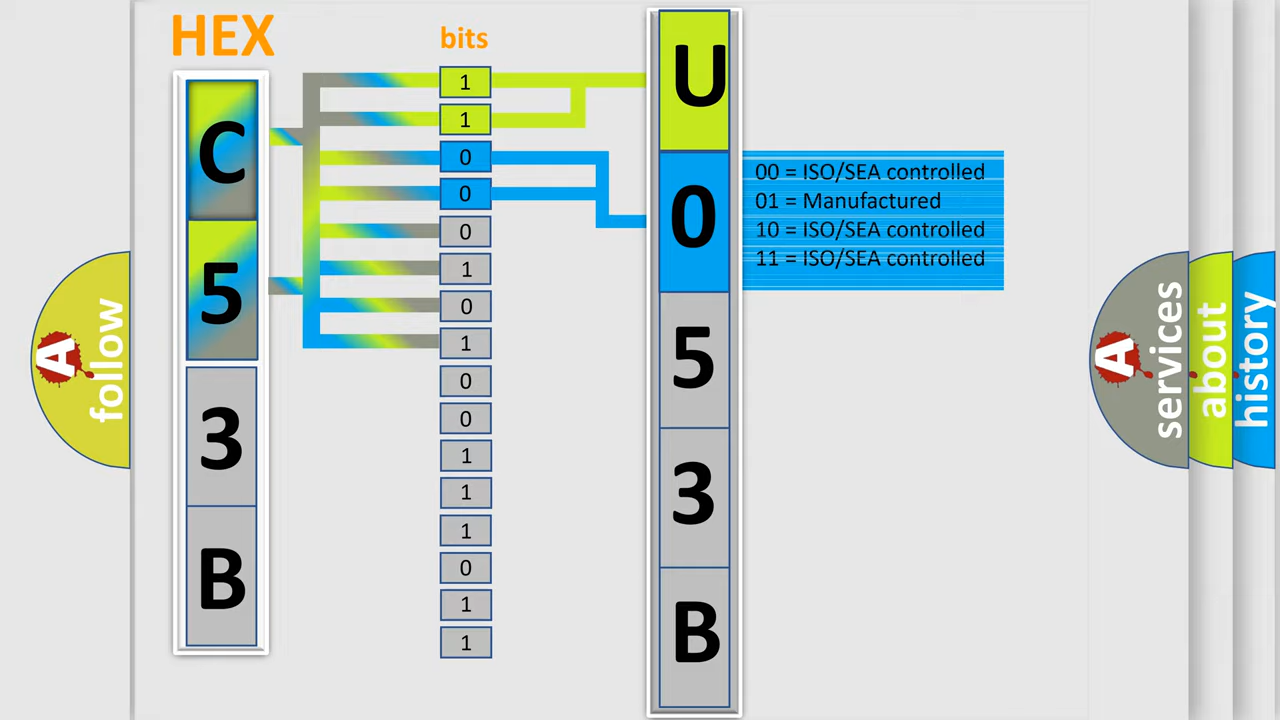 HEX
bits
C
5
3
B
1
1
0
0
0
1
0
1
0
0
1
1
1
0
1
1
U
0
5
3
B
00 = ISO/SEA controlled
01 = Manufactured
10 = ISO/SEA controlled
11 = ISO/SEA controlled
A
follow
A
services
about
history